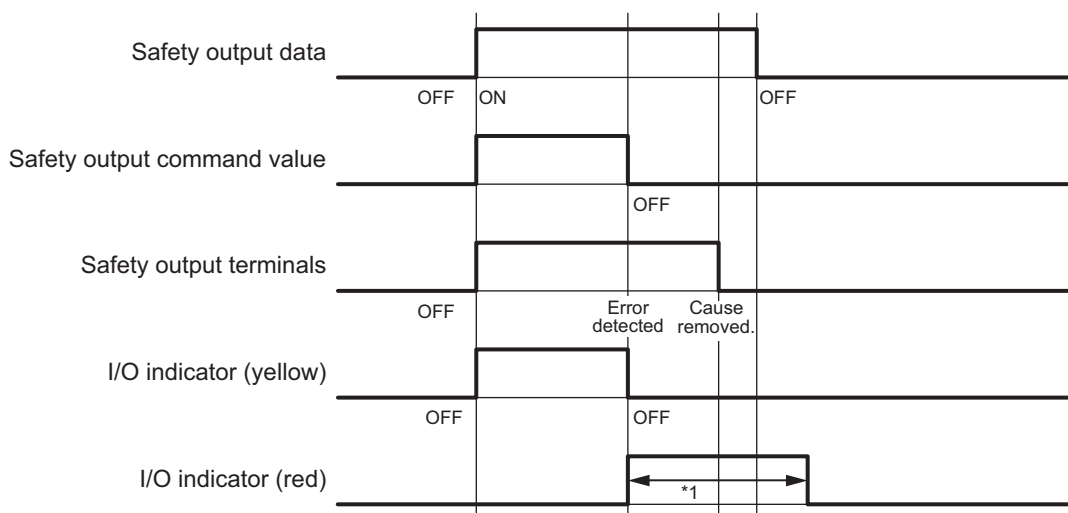 Safety output data
OFF ON OFF
Safety output command value
OFF
Safety output terminals
OFF
Error detected
Cause removed.
I/O indicator (yellow)
OFF OFF
I/O indicator (red)
*1